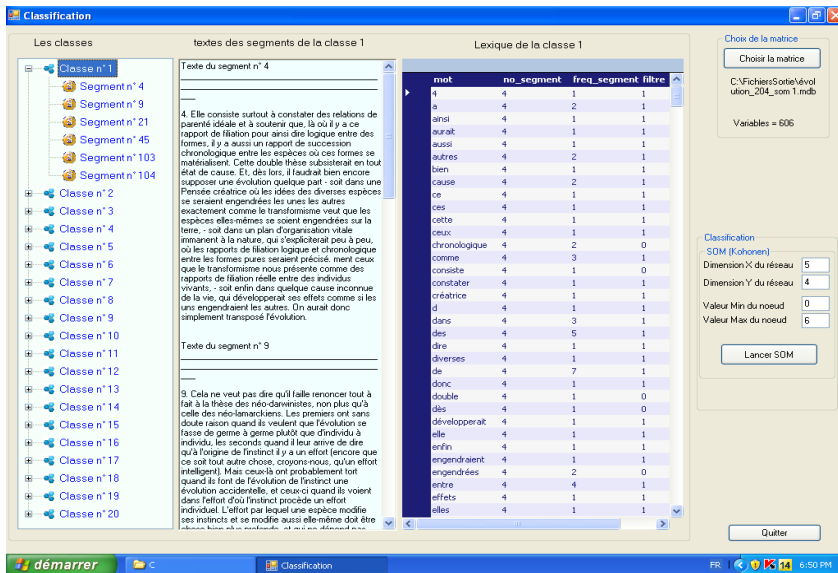 Classification
Les classes
textes des segments de la classe 1
Lexique de la classe 1
Classe n° 1
Segment n° 4
Segment n° 9
Segment n° 21
Segment n° 45
Segment n° 103
Segment n° 104
Classe n° 2
Classe n° 3
Classe n° 4
Classe n° 5
Classe n° 6
Classe n° 7
Classe n° 8
Classe n° 9
Classe n° 10
Classe n° 11
Classe n° 12
Classe n° 13
Classe n° 14
Classe n° 15
Classe n° 16
Classe n° 17
Classe n° 18
Classe n° 19
Classe n° 20
Texte du segment n° 4
4. Elle consiste surtout à constater des relations de
parenté idéale et à soutenir que, là où il y a ce
rapport de filiation pour ainsi dire logique entre des
formes, il y a aussi un rapport de succession
chronologique entre les espèces où ces formes se
matérialisent. Cette double thèse subsisterait en tout
état de cause. Et, dès lors, il faudrait bien encore
supposer une évolution quelque part - soit dans une
Pensée créatrice où les idées des diverses espèces
se seraient engendrées les unes les autres
exactement comme le transformisme veut que les
espèces elles-mêmes se soient engendrées sur la
terre, - soit dans un plan d'organisation vitale
immanent à la nature, qui s'expliciterait peu à peu,
où les rapports de filiation logique et chronologique
entre les formes pures seraient précisé. ment ceux
que le transformisme nous présente comme des
rapports de filiation réelle entre des individus
vivants, - soit enfin dans quelque cause inconnue
de la vie, qui développerait ses effets comme si les
uns engendraient les autres. On aurait donc
simplement transposé l'évolution.
Texte du segment n° 9
9. Cela ne veut pas dire qu'il faille renoncer tout à
fait à la thèse des néo-darwinistes, non plus qu'à
celle des néo-lamarckiens. Les premiers ont sans
doute raison quand ils veulent que l'évolution se
fasse de germe à germe plutôt que d'individu à
individu, les seconds quand il leur arrive de dire
qu'à l'origine de l'instinct il y a un effort (encore que
ce soit tout autre chose, croyons-nous, qu'un effort
intelligent). Mais ceux-là ont probablement tort
quand ils font de l'évolution de l'instinct une
évolution accidentelle, et ceux-ci quand ils voient
dans l'effort d'où l'instinct procède un effort
individuel. L'effort par lequel une espèce modifie
ses instincts et se modifie aussi elle-même doit être
chose bien plus profonde, et qui ne dépend pas
mot no_segment freq_segment filtre
4 4 1 1
a 4 2 1
ainsi 4 1 1
aurait 4 1 1
aussi 4 1 1
autres 4 2 1
bien 4 1 1
cause 4 2 1
ce 4 1 1
ces 4 1 1
cette 4 1 1
ceux 4 1 1
chronologique 4 2 0
comme 4 3 1
consiste 4 1 0
constater 4 1 1
créatrice 4 1 1
d 4 1 1
dans 4 3 1
des 4 5 1
dire 4 1 1
diverses 4 1 1
de 4 7 1
donc 4 1 1
double 4 1 0
dès 4 1 0
développerait 4 1 1
elle 4 1 1
enfin 4 1 1
engendraient 4 1 1
engendrées 4 2 0
entre 4 4 1
effets 4 1 1
elles 4 1 1
Choix de la matrice
Choisir la matrice
C:\FichiersSortie\évol
ution_204_som 1.mdb
Variables = 606
Classification
SOM (Kohonen)
Dimension X du réseau 5
Dimension Y du réseau 4
Valeur Min du noeud 0
Valeur Max du noeud 6
Lancer SOM
Quitter
démarrer
C
Classification
FR
14
6:50 PM